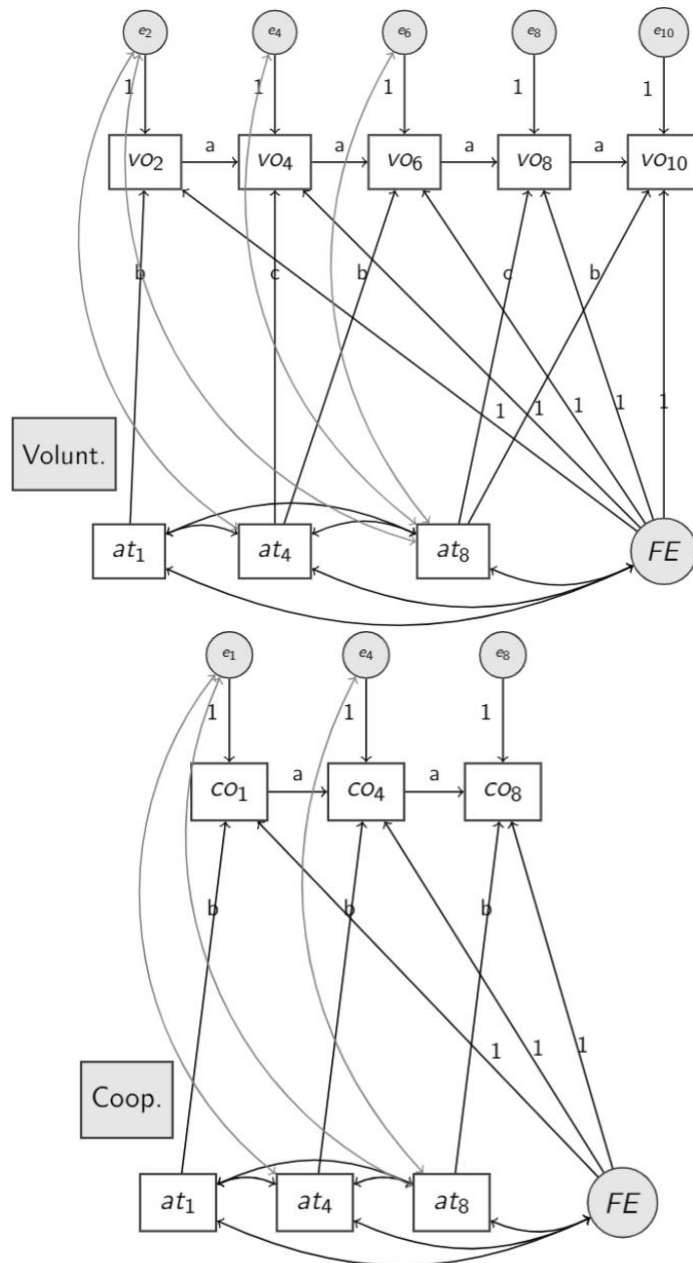 e2 e4 e6 e8 e10
1 1 1 1 1
vo2 a vo4 a vo6 a vo8 a vo10
b c b c b
1 1 1 1 1
Volunt.
at1 at4 at8 FE
e1 e4 e8
1 1 1
co1 a co4 a co8
b b b
1 1 1
Coop.
at1 at4 at8 FE